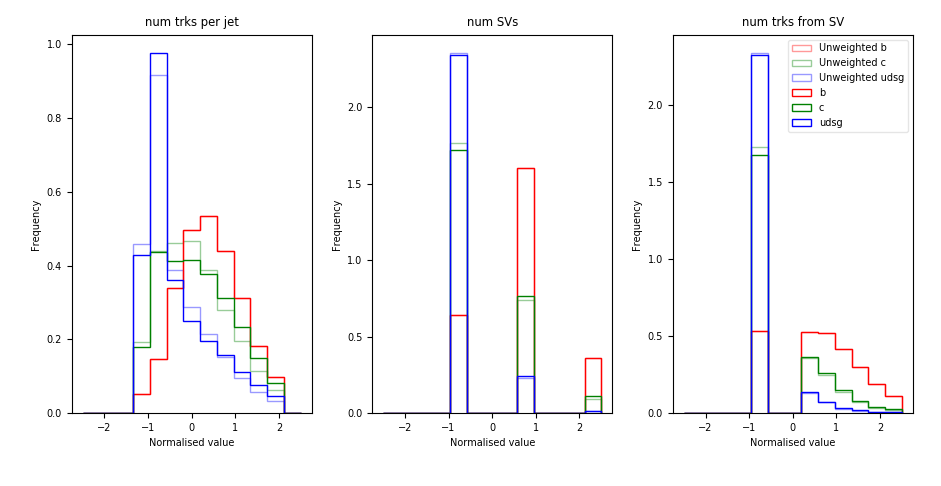 num trks per jet
Frequency
1.0
0.8
0.6
0.4
0.2
0.0
−2
−1
0
1
2
Normalised value
num SVs
Frequency
2.0
1.5
1.0
0.5
0.0
−2
−1
0
1
2
Normalised value
num trks from SV
Frequency
2.0
1.5
1.0
0.5
0.0
−2
−1
0
1
2
Normalised value
Unweighted b
Unweighted c
Unweighted udsg
b
c
udsg